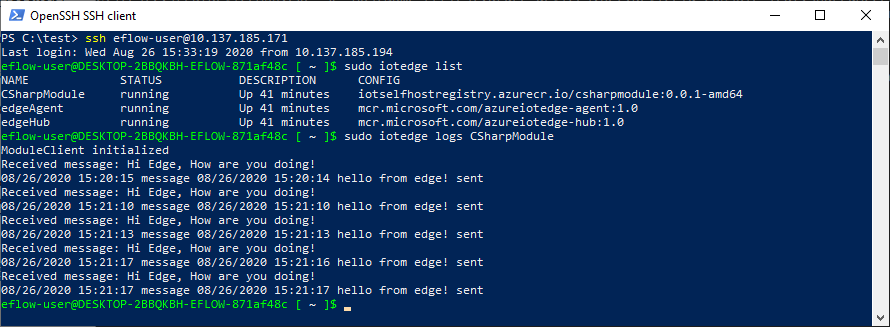 OpenSSH SSH client
PS C:\test> ssh eflow-user@10.137.185.171
Last login: Wed Aug 26 15:33:19 2020 from 10.137.185.194
eflow-user@DESKTOP-2BBQKBH-EFLOW-871af48c [ ~ ]$ sudo iotedge list
NAME STATUS DESCRIPTION CONFIG
CSharpModule running Up 41 minutes iotselfhostregistry.azurecr.io/csharpmodule:0.0.1-amd64
edgeAgent running Up 41 minutes mcr.microsoft.com/azureiotedge-agent:1.0
edgeHub running Up 41 minutes mcr.microsoft.com/azureiotedge-hub:1.0
eflow-user@DESKTOP-2BBQKBH-EFLOW-871af48c [ ~ ]$ sudo iotedge logs CSharpModule
ModuleClient initialized
Received message: Hi Edge, How are you doing!
08/26/2020 15:20:15 message 08/26/2020 15:20:14 hello from edge! sent
Received message: Hi Edge, How are you doing!
08/26/2020 15:21:10 message 08/26/2020 15:21:10 hello from edge! sent
Received message: Hi Edge, How are you doing!
08/26/2020 15:21:13 message 08/26/2020 15:21:13 hello from edge! sent
Received message: Hi Edge, How are you doing!
08/26/2020 15:21:17 message 08/26/2020 15:21:16 hello from edge! sent
Received message: Hi Edge, How are you doing!
08/26/2020 15:21:17 message 08/26/2020 15:21:17 hello from edge! sent
eflow-user@DESKTOP-2BBQKBH-EFLOW-871af48c [ ~ ]$